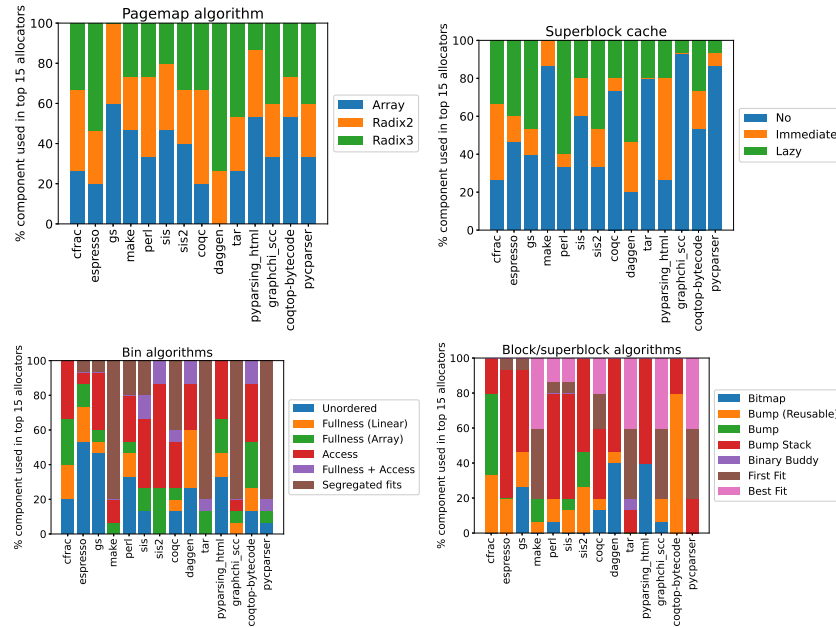 Pagemap algorithm
% component used in top 15 allocators
100
80
60
40
20
0
cfrac
espresso
gs
make
perl
sis
sis2
coqc
daggen
tar
pyparsing_html
graphchi_scc
coqtop-bytecode
pycparser
Array
Radix2
Radix3
Superblock cache
% component used in top 15 allocators
100
80
60
40
20
0
cfrac
espresso
gs
make
perl
sis
sis2
coqc
daggen
tar
pyparsing_html
graphchi_scc
coqtop-bytecode
pycparser
No
Immediate
Lazy
Bin algorithms
% component used in top 15 allocators
100
80
60
40
20
0
cfrac
espresso
gs
make
perl
sis
sis2
coqc
daggen
tar
pyparsing_html
graphchi_scc
coqtop-bytecode
pycparser
Unordered
Fullness (Linear)
Fullness (Array)
Access
Fullness + Access
Segregated fits
Block/superblock algorithms
% component used in top 15 allocators
100
80
60
40
20
0
cfrac
espresso
gs
make
perl
sis
sis2
coqc
daggen
tar
pyparsing_html
graphchi_scc
coqtop-bytecode
pycparser
Bitmap
Bump (Reusable)
Bump
Bump Stack
Binary Buddy
First Fit
Best Fit